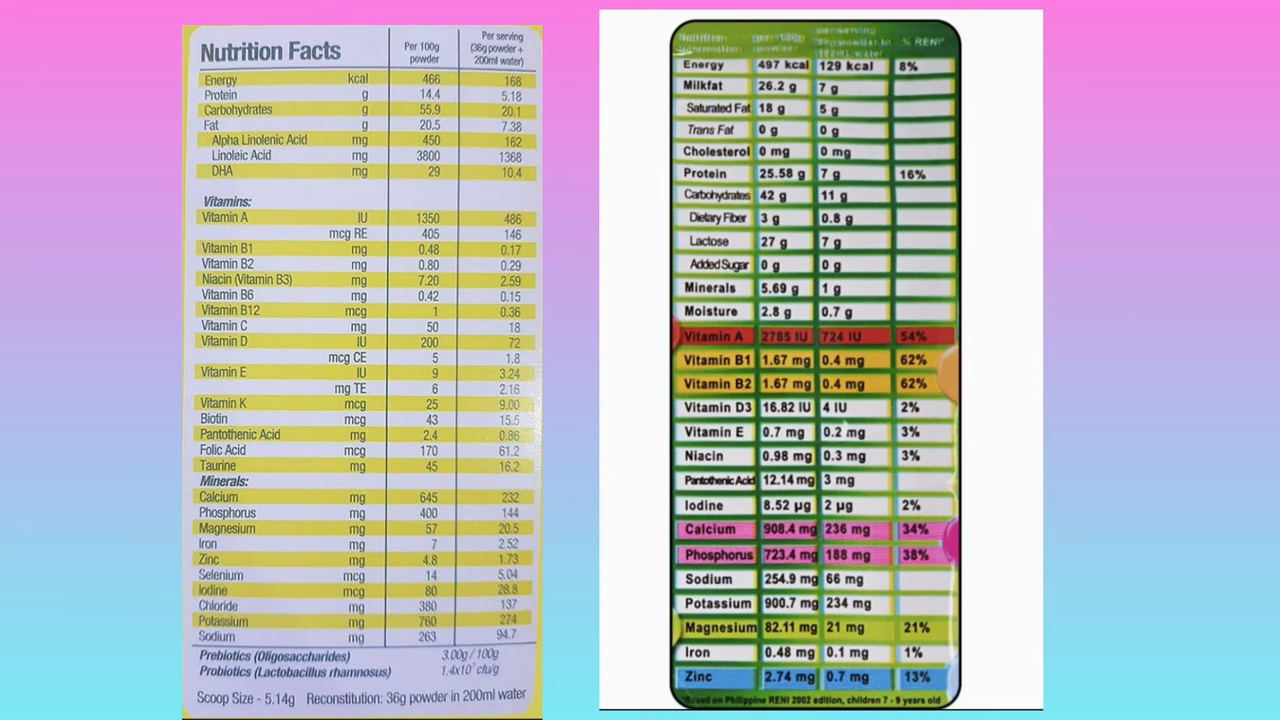 Nutrition Facts
Per 100g powder
Per serving (36g powder + 200ml water)
Energy kcal 466 168
Protein g 14.4 5.18
Carbohydrates g 55.9 20.1
Fat g 20.5 7.38
Alpha Linolenic Acid mg 450 162
Linoleic Acid mg 3800 1368
DHA mg 29 10.4
Vitamins:
Vitamin A IU 1350 486
mcg RE 405 146
Vitamin B1 mg 0.48 0.17
Vitamin B2 mg 0.80 0.29
Niacin (Vitamin B3) mg 7.20 2.59
Vitamin B6 mg 0.42 0.15
Vitamin B12 mcg 1 0.36
Vitamin C mg 50 18
Vitamin D IU 200 72
mcg CE 5 1.8
Vitamin E IU 9 3.24
mg TE 6 2.16
Vitamin K mcg 25 9.00
Biotin mcg 43 15.5
Pantothenic Acid mg 2.4 0.86
Folic Acid mcg 170 61.2
Taurine mg 45 16.2
Minerals:
Calcium mg 645 232
Phosphorus mg 400 144
Magnesium mg 57 20.5
Iron mg 7 2.52
Zinc mg 4.8 1.73
Selenium mcg 14 5.04
Iodine mcg 80 28.8
Chloride mg 380 137
Potassium mg 760 274
Sodium mg 263 94.7
Prebiotics (Oligosaccharides) 3.00g / 100g
Probiotics (Lactobacillus rhamnosus) 1.4x10⁷ cfu/g
Scoop Size - 5.14g Reconstitution: 36g powder in 200ml water
Nutrition per 100g % RENI*
Energy 497 kcal 129 kcal 8%
Milkfat 26.2 g 7 g
Saturated Fat 18 g 5 g
Trans Fat 0 g 0 g
Cholesterol 0 mg 0 mg
Protein 25.58 g 7 g 16%
Carbohydrates 42 g 11 g
Dietary Fiber 3 g 0.8 g
Lactose 27 g 7 g
Added Sugar 0 g 0 g
Minerals 5.69 g 1 g
Moisture 2.8 g 0.7 g
Vitamin A 2785 IU 724 IU 54%
Vitamin B1 1.67 mg 0.4 mg 62%
Vitamin B2 1.67 mg 0.4 mg 62%
Vitamin D3 16.82 IU 4 IU 2%
Vitamin E 0.7 mg 0.2 mg 3%
Niacin 0.98 mg 0.3 mg 3%
Pantothenic Acid 12.14 mg 3 mg
Iodine 8.52 µg 2 µg 2%
Calcium 908.4 mg 236 mg 34%
Phosphorus 723.4 mg 188 mg 38%
Sodium 254.9 mg 66 mg
Potassium 900.7 mg 234 mg
Magnesium 82.11 mg 21 mg 21%
Iron 0.48 mg 0.1 mg 1%
Zinc 2.74 mg 0.7 mg 13%
*Based on Philippine RENI 2002 edition, children 7 - 9 years old